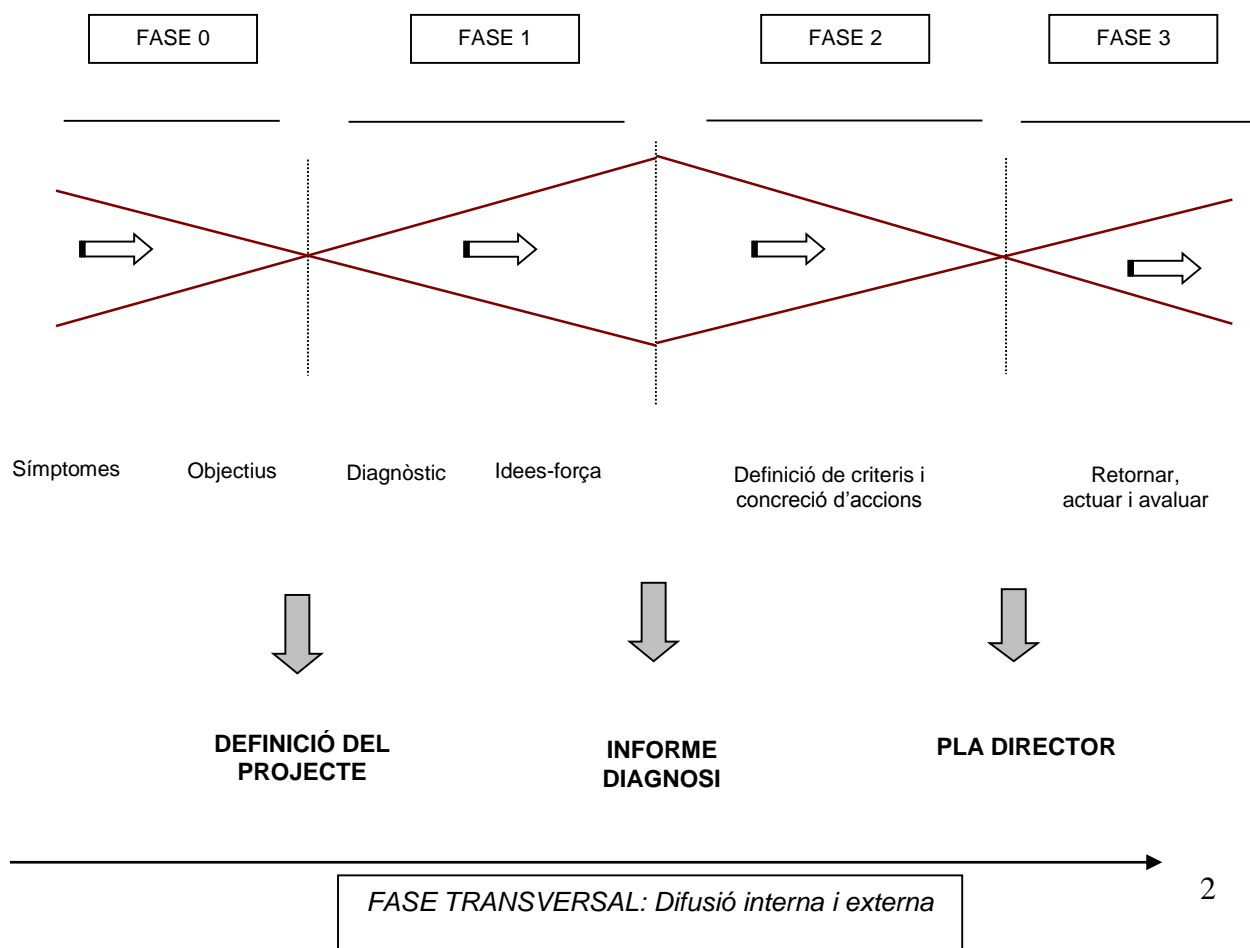 FASE 0
FASE 1
FASE 2
FASE 3
Símptomes
Objectius
Diagnòstic
Idees-força
Definició de criteris i
concreció d’accions
Retornar,
actuar i avaluar
DEFINICIÓ DEL
PROJECTE
INFORME
DIAGNOSI
PLA DIRECTOR
FASE TRANSVERSAL: Difusió interna i externa
2